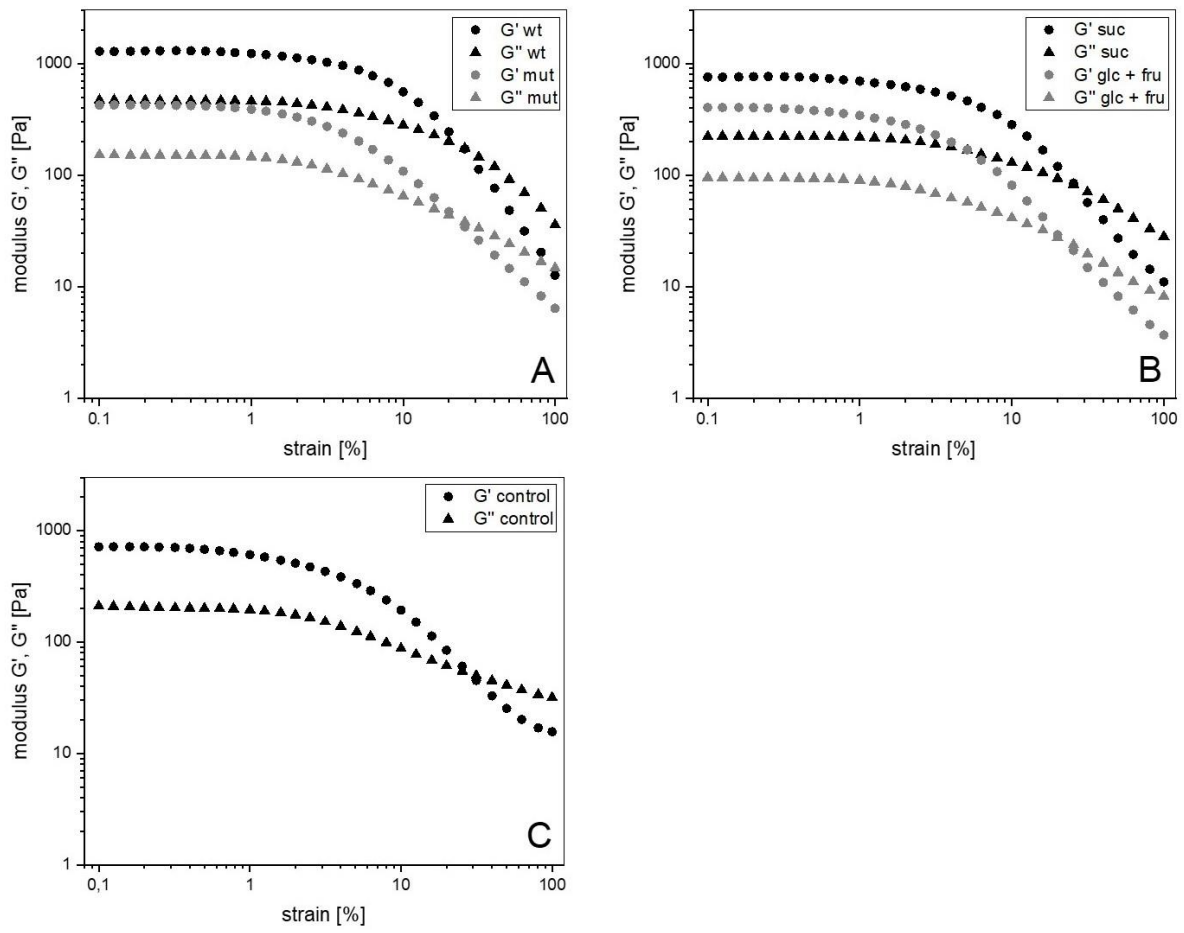 G' wt
G'' wt
G' mut
G'' mut
1000
100
10
1
modulus G', G'' [Pa]
0.1 1 10 100
strain [%]
A
G' suc
G'' suc
G' glc + fru
G'' glc + fru
1000
100
10
1
modulus G', G'' [Pa]
0.1 1 10 100
strain [%]
B
G' control
G'' control
1000
100
10
1
modulus G', G'' [Pa]
0,1 1 10 100
strain [%]
C